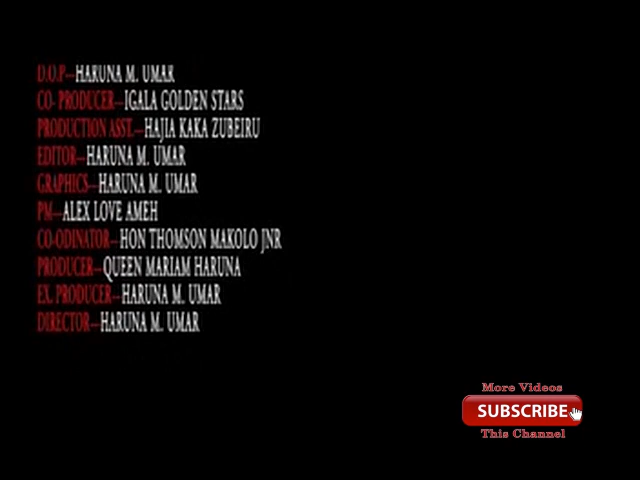 D.O.P—HARUNA M. UMAR
CO- PRODUCER—IGALA GOLDEN STARS
PRODUCTION ASST.—HAJIA KAKA ZUBEIRU
EDITOR—HARUNA M. UMAR
GRAPHICS—HARUNA M. UMAR
PM—ALEX LOVE AMEH
CO-ODINATOR—HON THOMSON MAKOLO JNR
PRODUCER—QUEEN MARIAM HARUNA
EX. PRODUCER—HARUNA M. UMAR
DIRECTOR—HARUNA M. UMAR
More Videos
SUBSCRIBE
This Channel